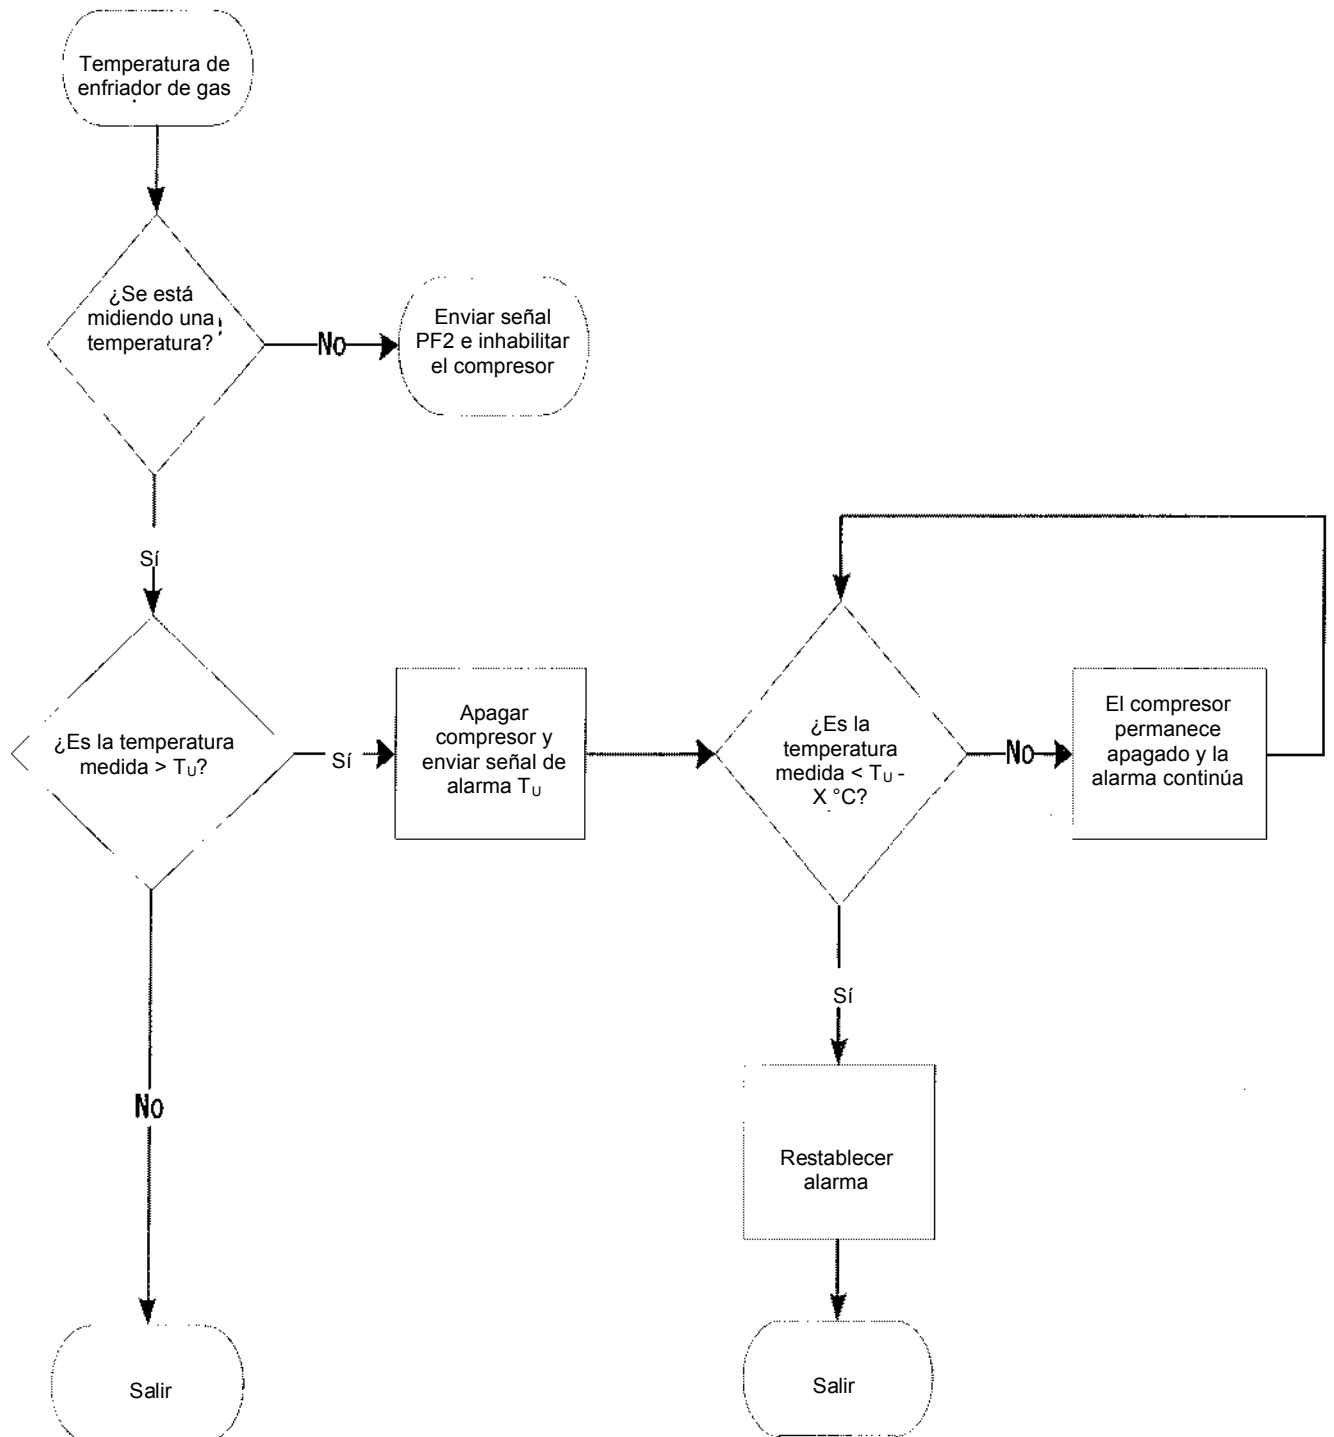 Temperatura de
enfriador de gas
¿Se está
midiendo una
temperatura?
No
Enviar señal
PF2 e inhabilitar
el compresor
Sí
¿Es la temperatura
medida > TU?
Sí
Apagar
compresor y
enviar señal de
alarma TU
¿Es la
temperatura
medida < TU -
X °C?
No
El compresor
permanece
apagado y la
alarma continúa
Sí
No
Restablecer
alarma
Salir
Salir